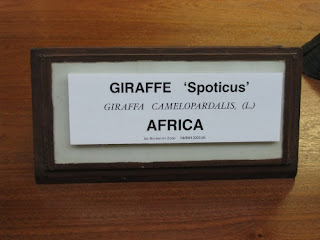 GIRAFFE 'Spoticus'
GIRAFFA CAMELOPARDALIS, (L.)
AFRICA